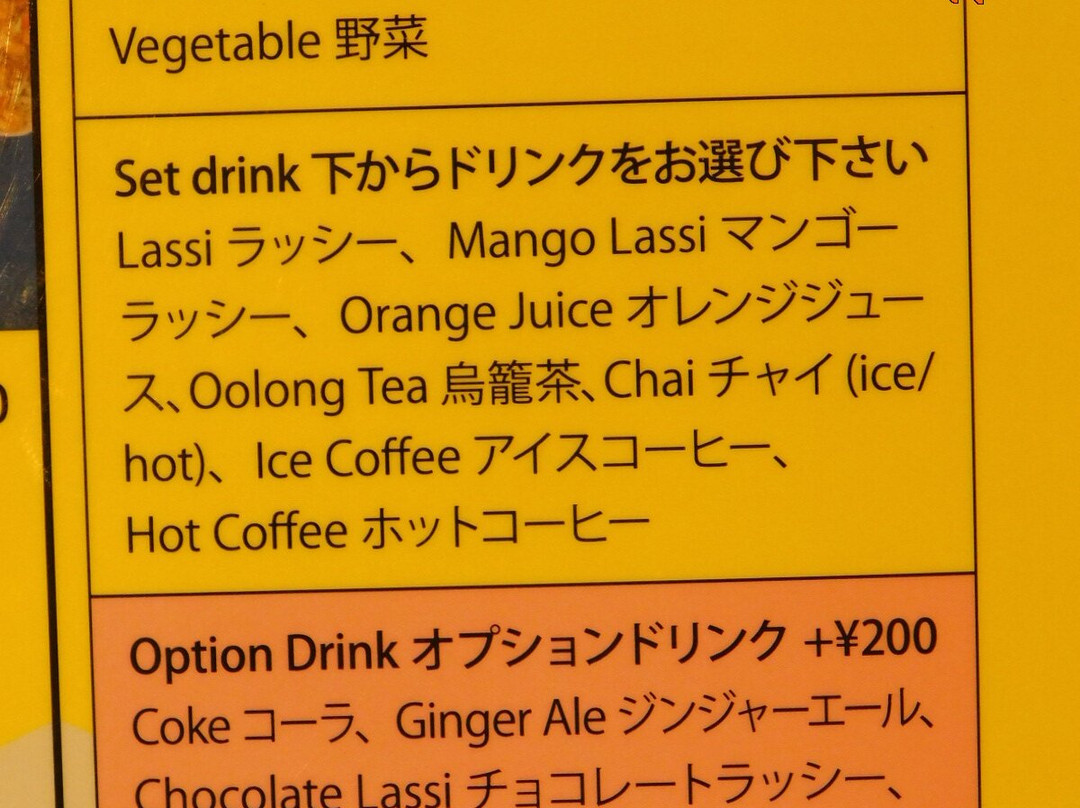 Vegetable 野菜
Set drink 下からドリンクをお選び下さい
Lassi ラッシー、Mango Lassi マンゴー
ラッシー、Orange Juice オレンジジュー
ス、Oolong Tea 烏龍茶、Chai チャイ (ice/
hot)、Ice Coffee アイスコーヒー、
Hot Coffee ホットコーヒー
Option Drink オプションドリンク +¥200
Coke コーラ、Ginger Ale ジンジャーエール、
Chocolate Lassi チョコレートラッシー、